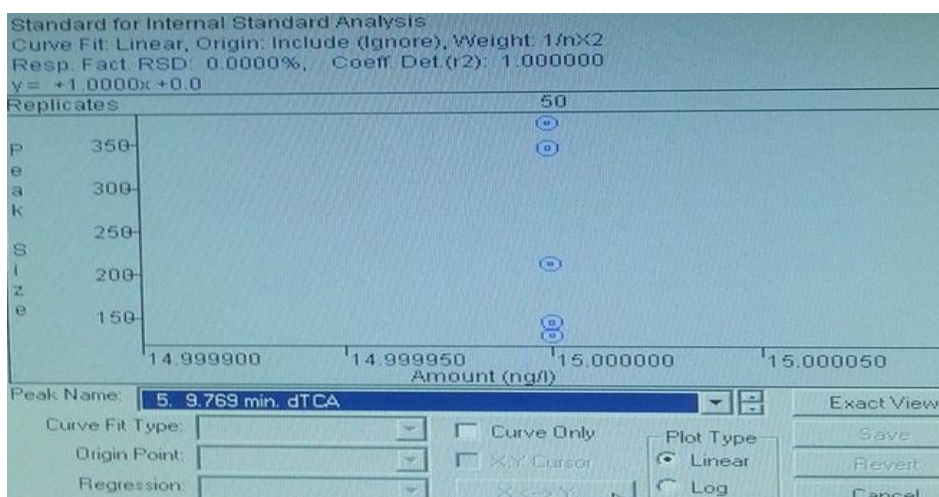 Standard for Internal Standard Analysis
Curve Fit: Linear, Origin: Include (Ignore), Weight: 1/nX2
Resp. Fact. RSD: 0.0000%, Coeff. Det.(r2): 1.000000
y= +1.0000x +0.0
Replicates 50
Peak Size
350
300
250
200
150
14.999900 14.999950 15.000000 15.000050
Amount (ng/l)
Peak Name: 5. 9.769 min. dTCA Exact View
Curve Fit Type: Curve Only Plot Type Save
Origin Point: X-Y Cursor Linear Revert
Regression: X <-> Y Log Cancel